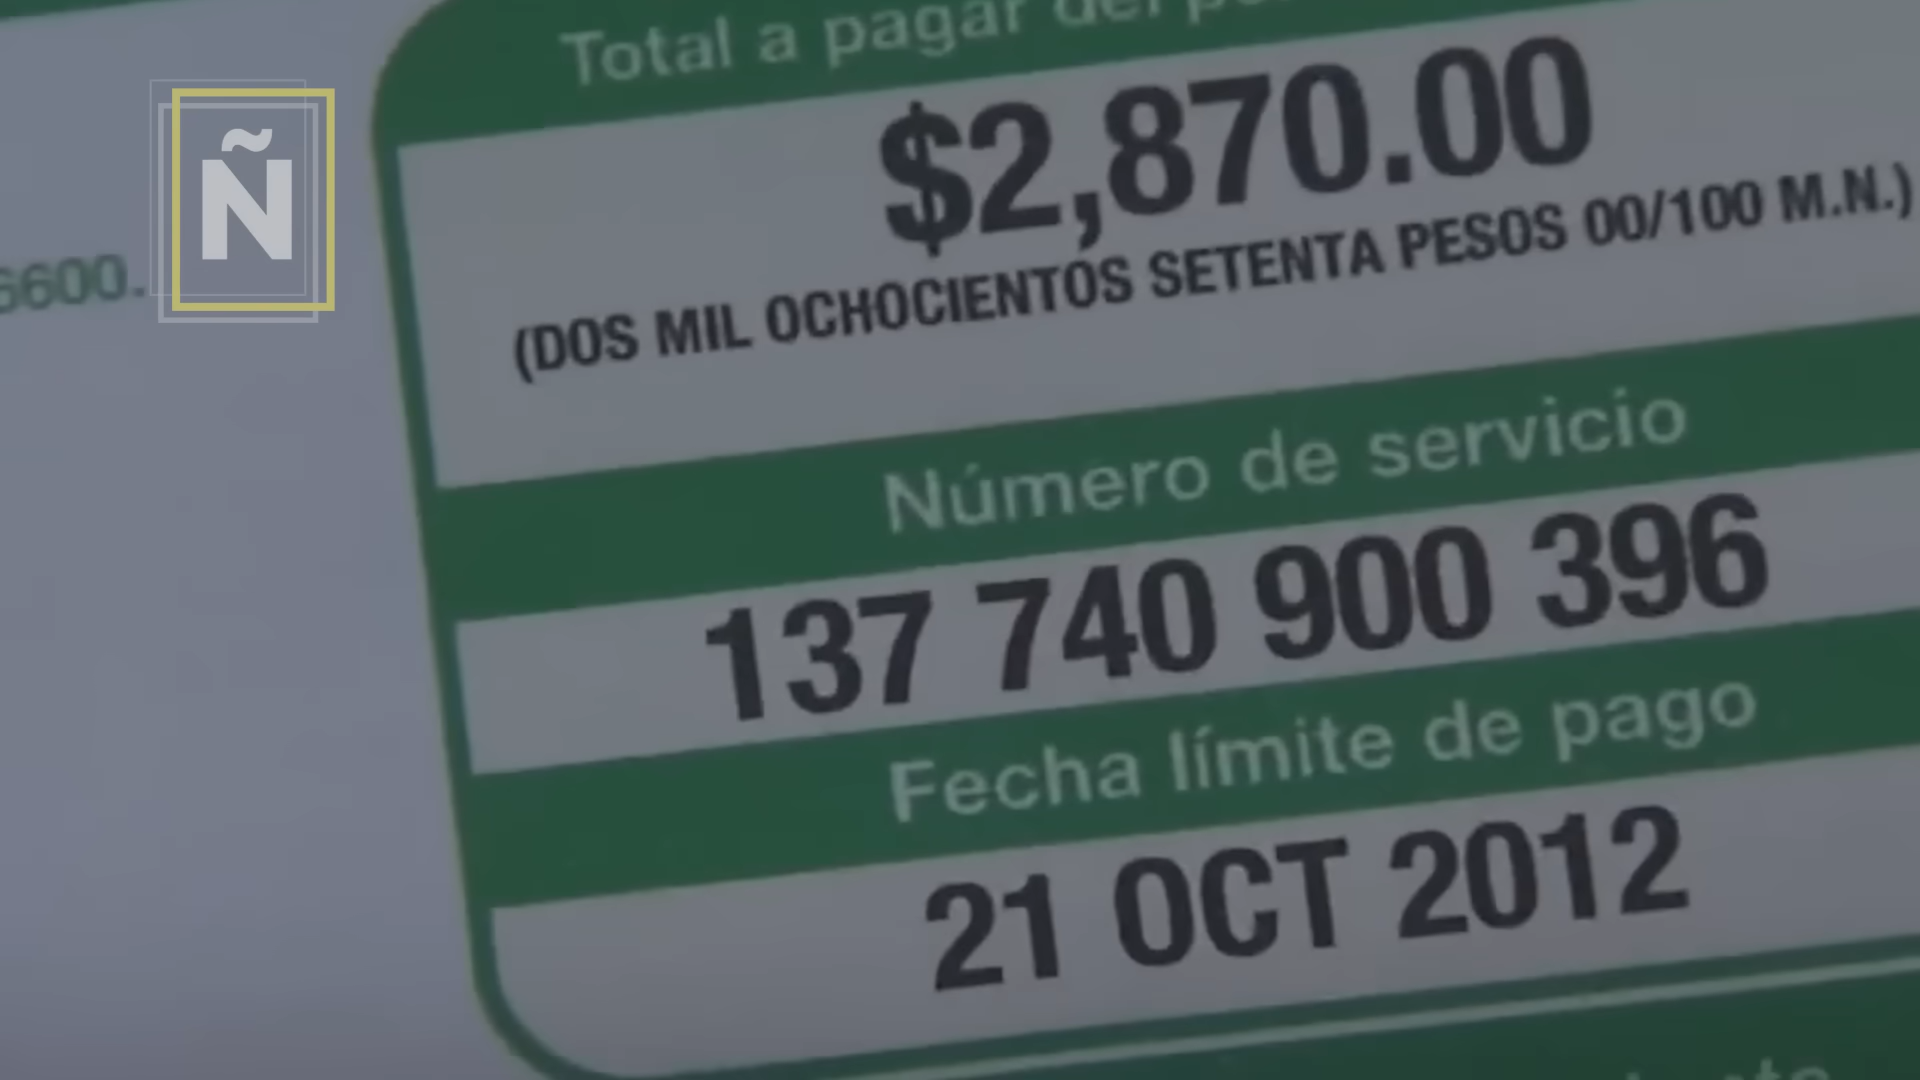 Total a pagar del
$2,870.00
(DOS MIL OCHOCIENTOS SETENTA PESOS 00/100 M.N.)
6600.
Ñ
Número de servicio
137 740 900 396
Fecha límite de pago
21 OCT 2012